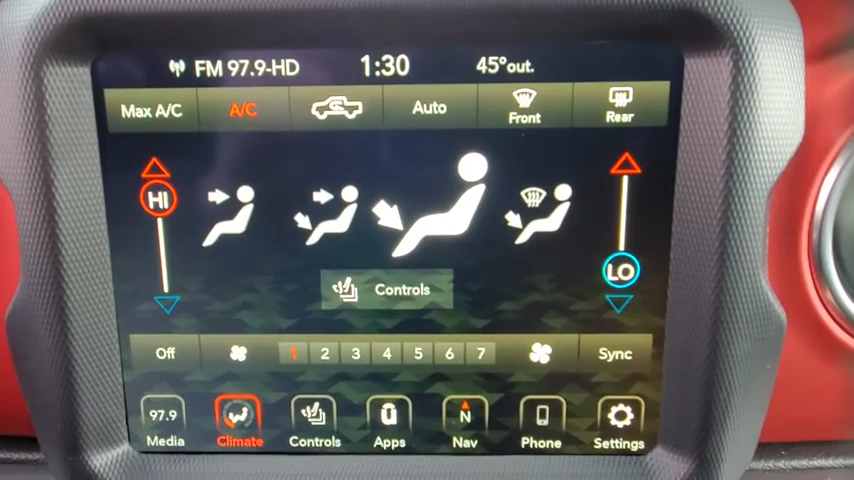 FM 97.9-HD 1:30 45°out.
Max A/C A/C Auto Front Rear
HI
LO
Controls
Off 1 2 3 4 5 6 7 Sync
97.9 N
Media Climate Controls Apps Nav Phone Settings